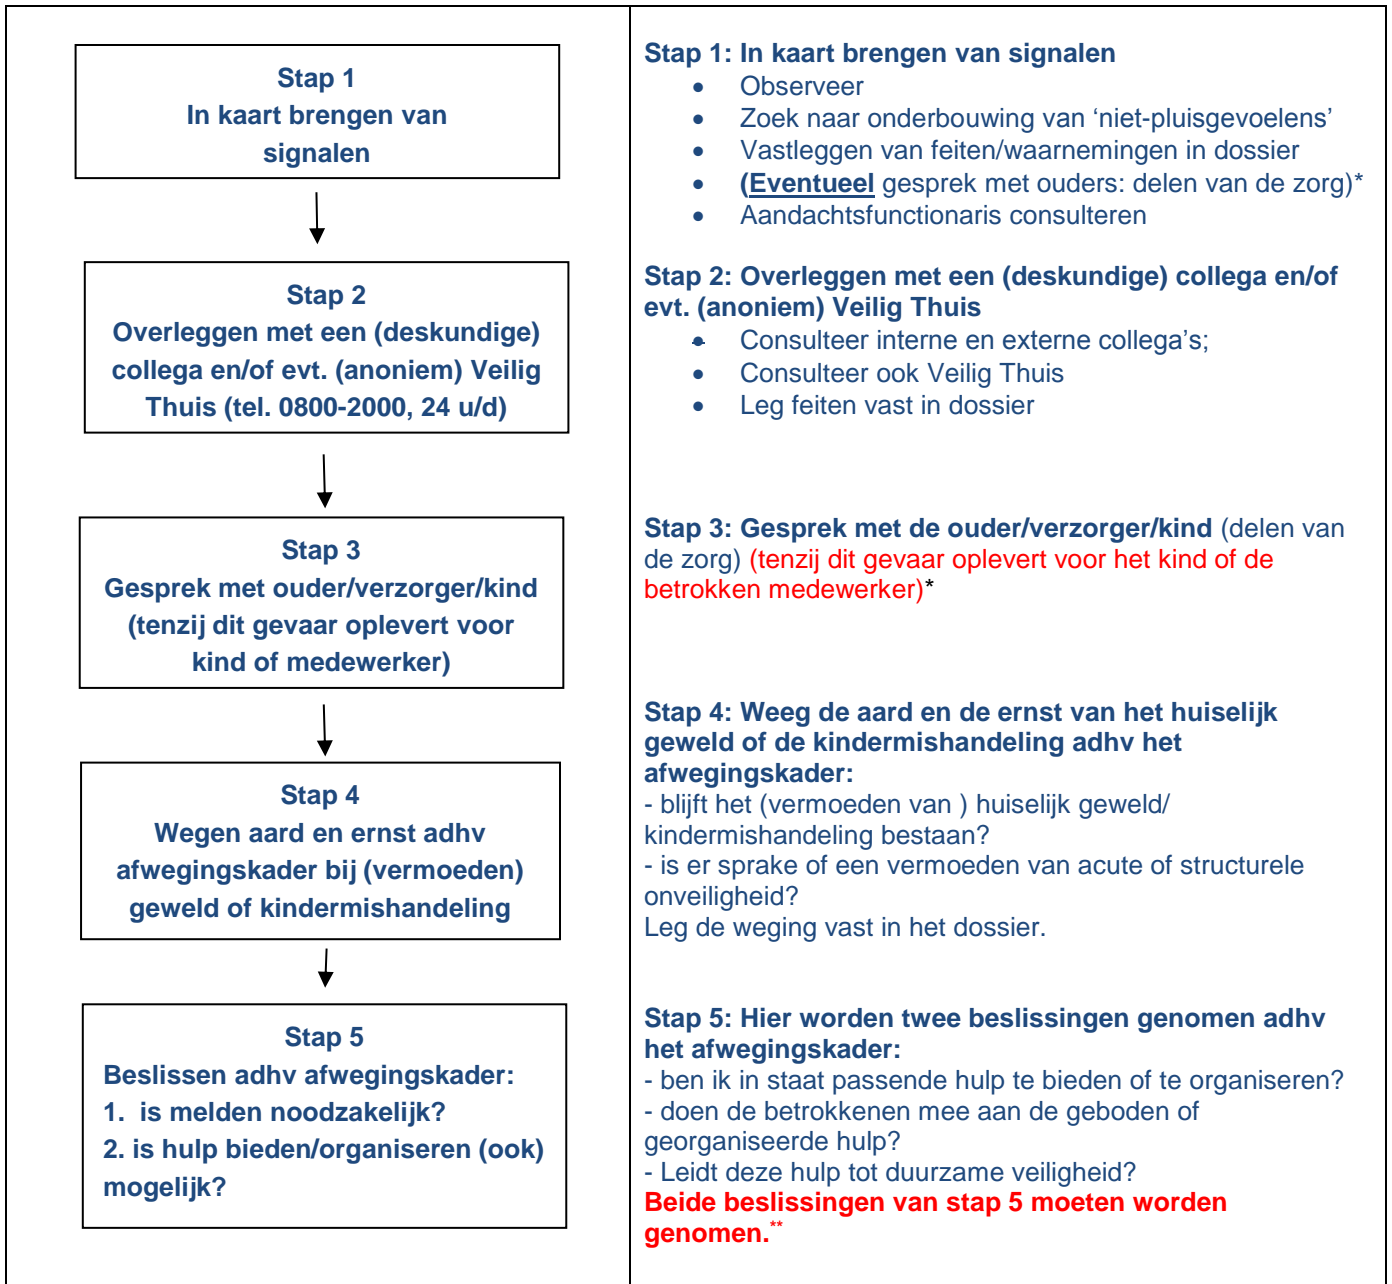 Stap 1
In kaart brengen van
signalen
Stap 2
Overleggen met een (deskundige)
collega en/of evt. (anoniem) Veilig
Thuis (tel. 0800-2000, 24 u/d)
Stap 3
Gesprek met ouder/verzorger/kind
(tenzij dit gevaar oplevert voor
kind of medewerker)
Stap 4
Wegen aard en ernst adhv
afwegingskader bij (vermoeden)
geweld of kindermishandeling
Stap 5
Beslissen adhv afwegingskader:
1. is melden noodzakelijk?
2. is hulp bieden/organiseren (ook)
mogelijk?
Stap 1: In kaart brengen van signalen
• Observeer
• Zoek naar onderbouwing van ‘niet-pluisgevoelens’
• Vastleggen van feiten/waarnemingen in dossier
• (Eventueel gesprek met ouders: delen van de zorg)*
• Aandachtsfunctionaris consulteren
Stap 2: Overleggen met een (deskundige) collega en/of
evt. (anoniem) Veilig Thuis
• Consulteer interne en externe collega's;
• Consulteer ook Veilig Thuis
• Leg feiten vast in dossier
Stap 3: Gesprek met de ouder/verzorger/kind (delen van
de zorg) (tenzij dit gevaar oplevert voor het kind of de
betrokken medewerker)*
Stap 4: Weeg de aard en de ernst van het huiselijk
geweld of de kindermishandeling adhv het
afwegingskader:
- blijft het (vermoeden van ) huiselijk geweld/
kindermishandeling bestaan?
- is er sprake of een vermoeden van acute of structurele
onveiligheid?
Leg de weging vast in het dossier.
Stap 5: Hier worden twee beslissingen genomen adhv
het afwegingskader:
- ben ik in staat passende hulp te bieden of te organiseren?
- doen de betrokkenen mee aan de geboden of
georganiseerde hulp?
- Leidt deze hulp tot duurzame veiligheid?
Beide beslissingen van stap 5 moeten worden
genomen.**